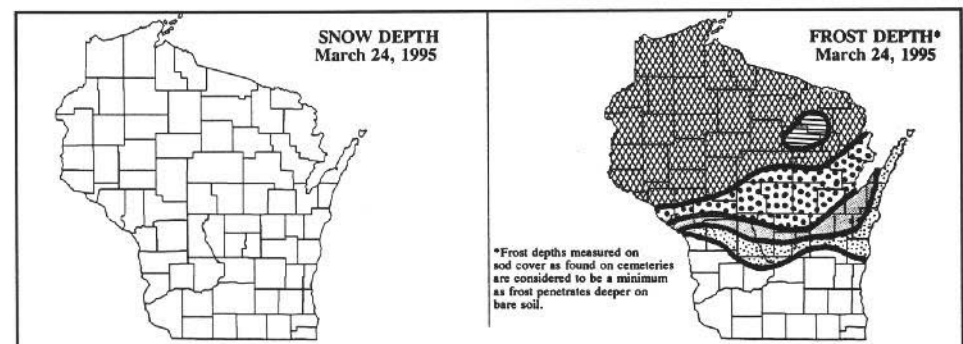 SNOW DEPTH
March 24, 1995
FROST DEPTH*
March 24, 1995
*Frost depths measured on
sod cover as found on cemeteries
are considered to be a minimum
as frost penetrates deeper on
bare soil.